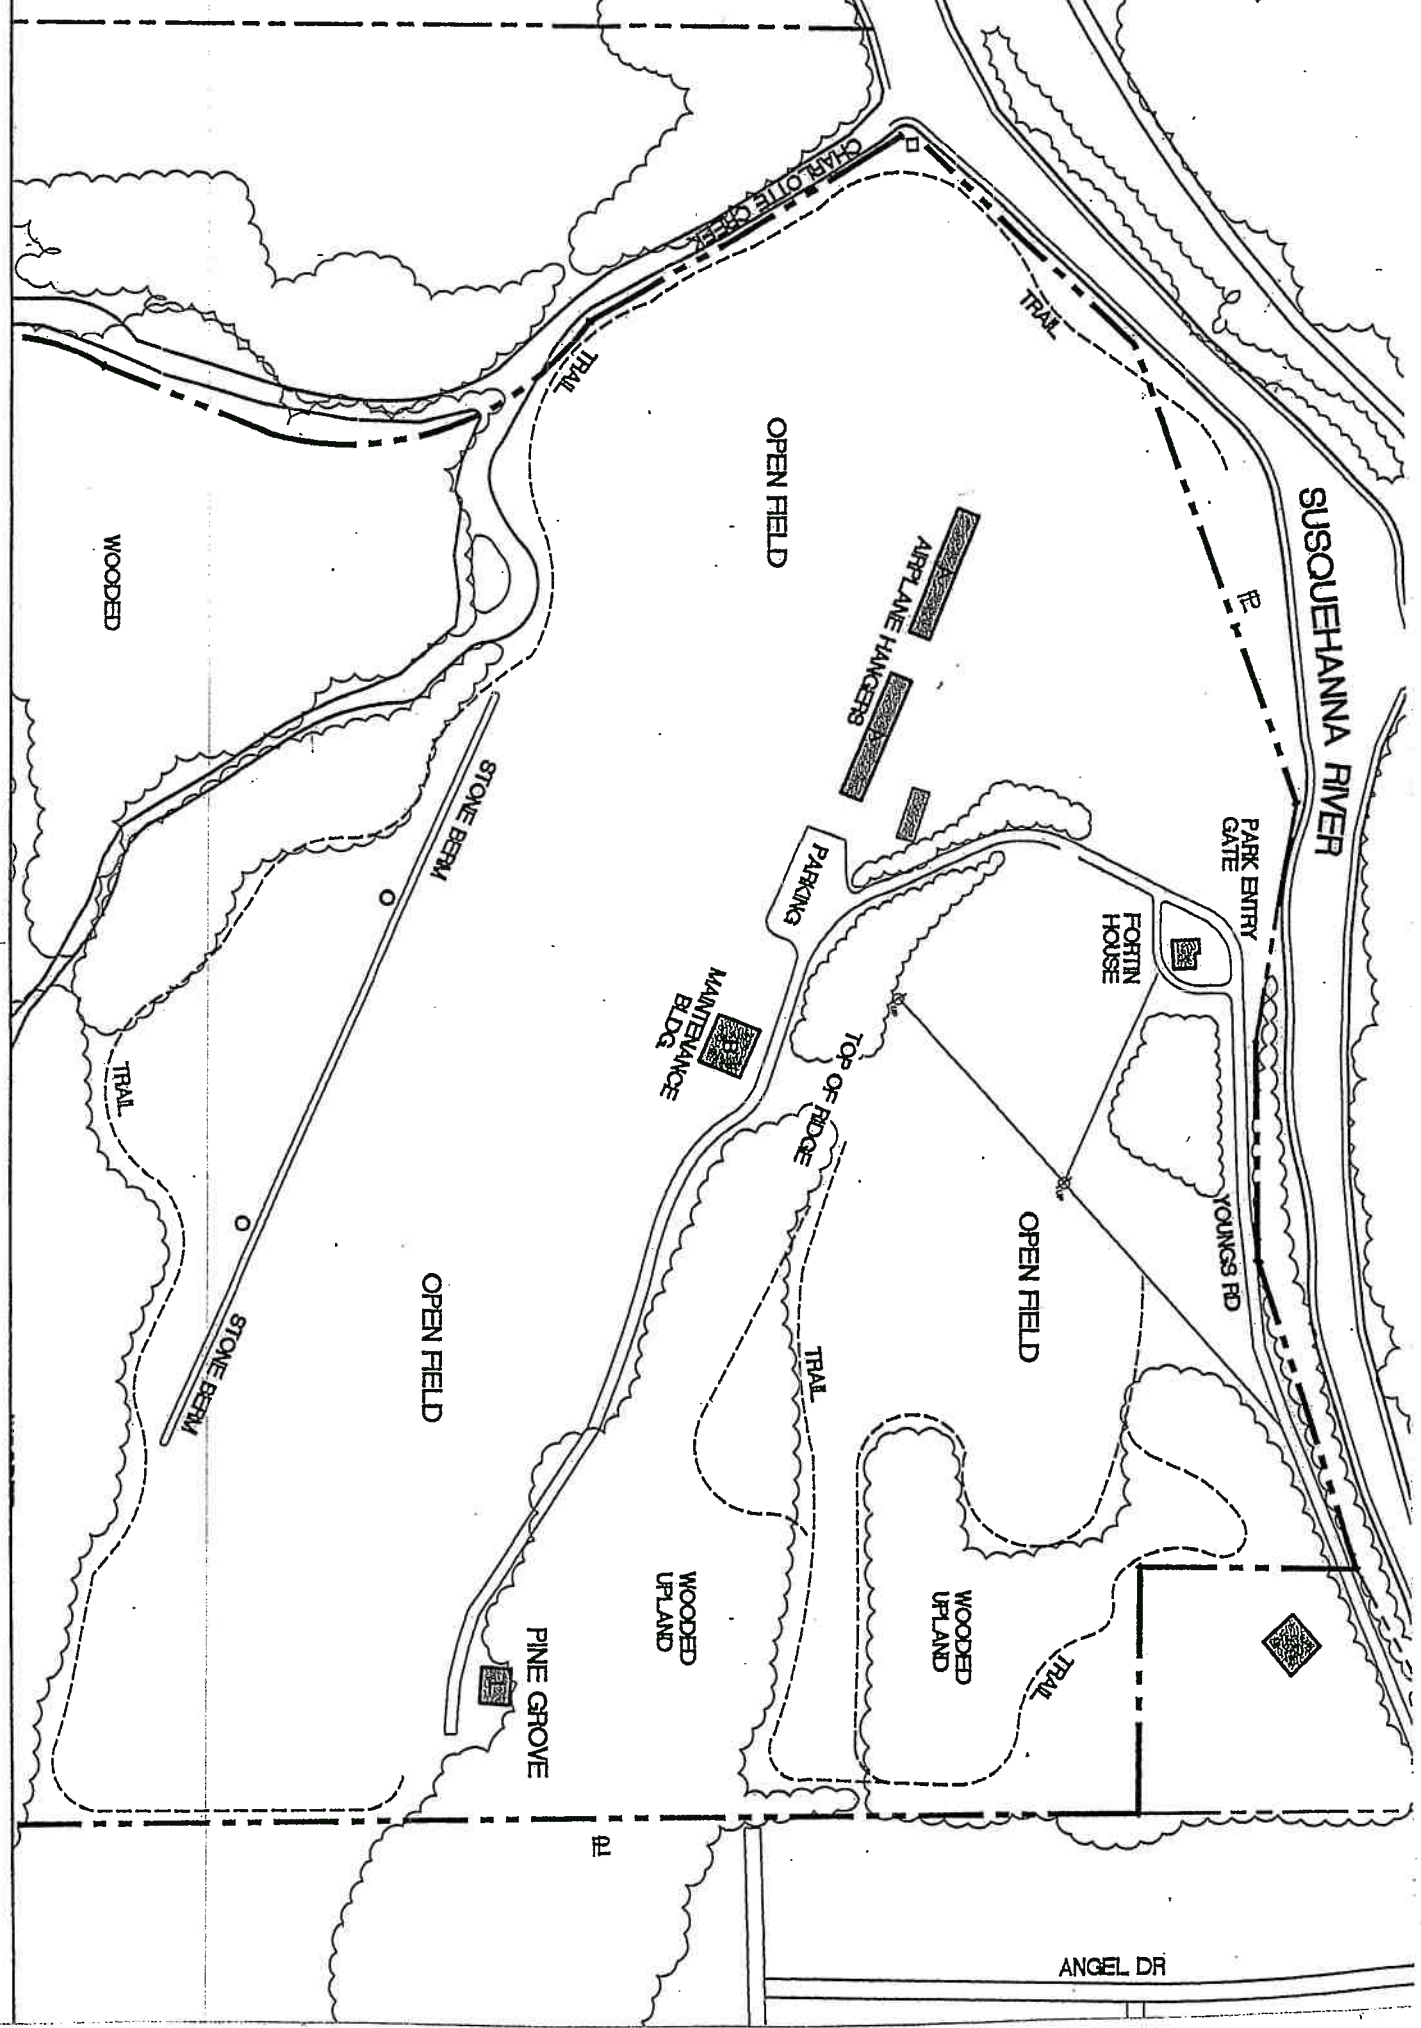 SUSQUEHANNA RIVER
CHARLOTTE CREEK
TRAIL
TRAIL
OPEN FIELD
WOODED
AIRPLANE HANGERS
PL
PARK ENTRY
GATE
FORTIN
HOUSE
PARKING
STONE BERM
MAINTENANCE
BLDG.
TOP OF RIDGE
UP
UP
YOUNGS RD
OPEN FIELD
TRAIL
OPEN FIELD
STONE BERM
TRAIL
WOODED
UPLAND
WOODED
UPLAND
TRAIL
PINE GROVE
PL
ANGEL DR